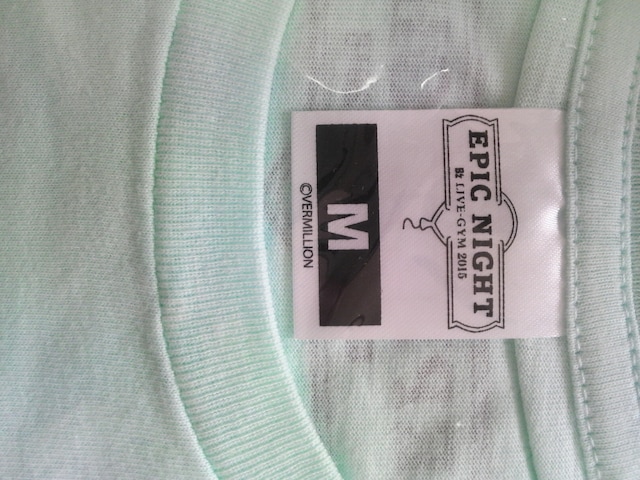 EPIC NIGHT
B'z LIVE-GYM 2015
M
©VERMILLION